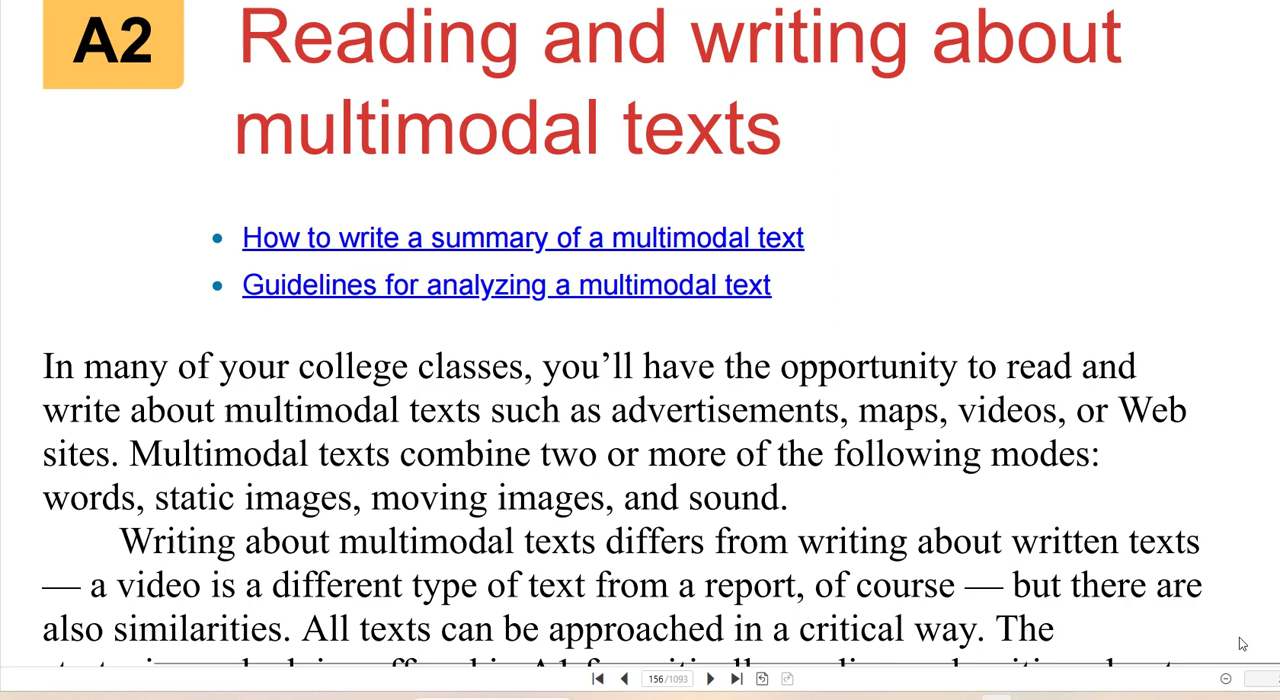 A2
Reading and writing about
multimodal texts
• How to write a summary of a multimodal text
• Guidelines for analyzing a multimodal text
In many of your college classes, you’ll have the opportunity to read and
write about multimodal texts such as advertisements, maps, videos, or Web
sites. Multimodal texts combine two or more of the following modes:
words, static images, moving images, and sound.
Writing about multimodal texts differs from writing about written texts
— a video is a different type of text from a report, of course — but there are
also similarities. All texts can be approached in a critical way. The
156/1093